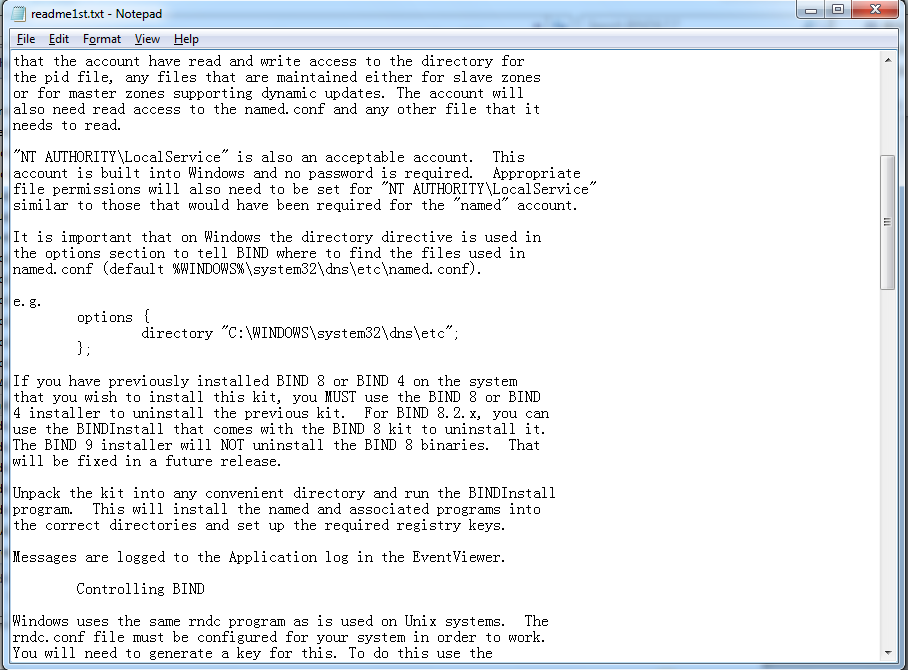 readme1st.txt - Notepad
File Edit Format View Help
that the account have read and write access to the directory for
the pid file, any files that are maintained either for slave zones
or for master zones supporting dynamic updates. The account will
also need read access to the named.conf and any other file that it
needs to read.
"NT AUTHORITY\LocalService" is also an acceptable account.  This
account is built into Windows and no password is required.  Appropriate
file permissions will also need to be set for "NT AUTHORITY\LocalService"
similar to those that would have been required for the "named" account.
It is important that on Windows the directory directive is used in
the options section to tell BIND where to find the files used in
named.conf (default %WINDOWS%\system32\dns\etc\named.conf).
e.g.
options {
directory "C:\WINDOWS\system32\dns\etc";
};
If you have previously installed BIND 8 or BIND 4 on the system
that you wish to install this kit, you MUST use the BIND 8 or BIND
4 installer to uninstall the previous kit.  For BIND 8.2.x, you can
use the BINDInstall that comes with the BIND 8 kit to uninstall it.
The BIND 9 installer will NOT uninstall the BIND 8 binaries.  That
will be fixed in a future release.
Unpack the kit into any convenient directory and run the BINDInstall
program.  This will install the named and associated programs into
the correct directories and set up the required registry keys.
Messages are logged to the Application log in the EventViewer.
Controlling BIND
Windows uses the same rndc program as is used on Unix systems.  The
rndc.conf file must be configured for your system in order to work.
You will need to generate a key for this. To do this use the